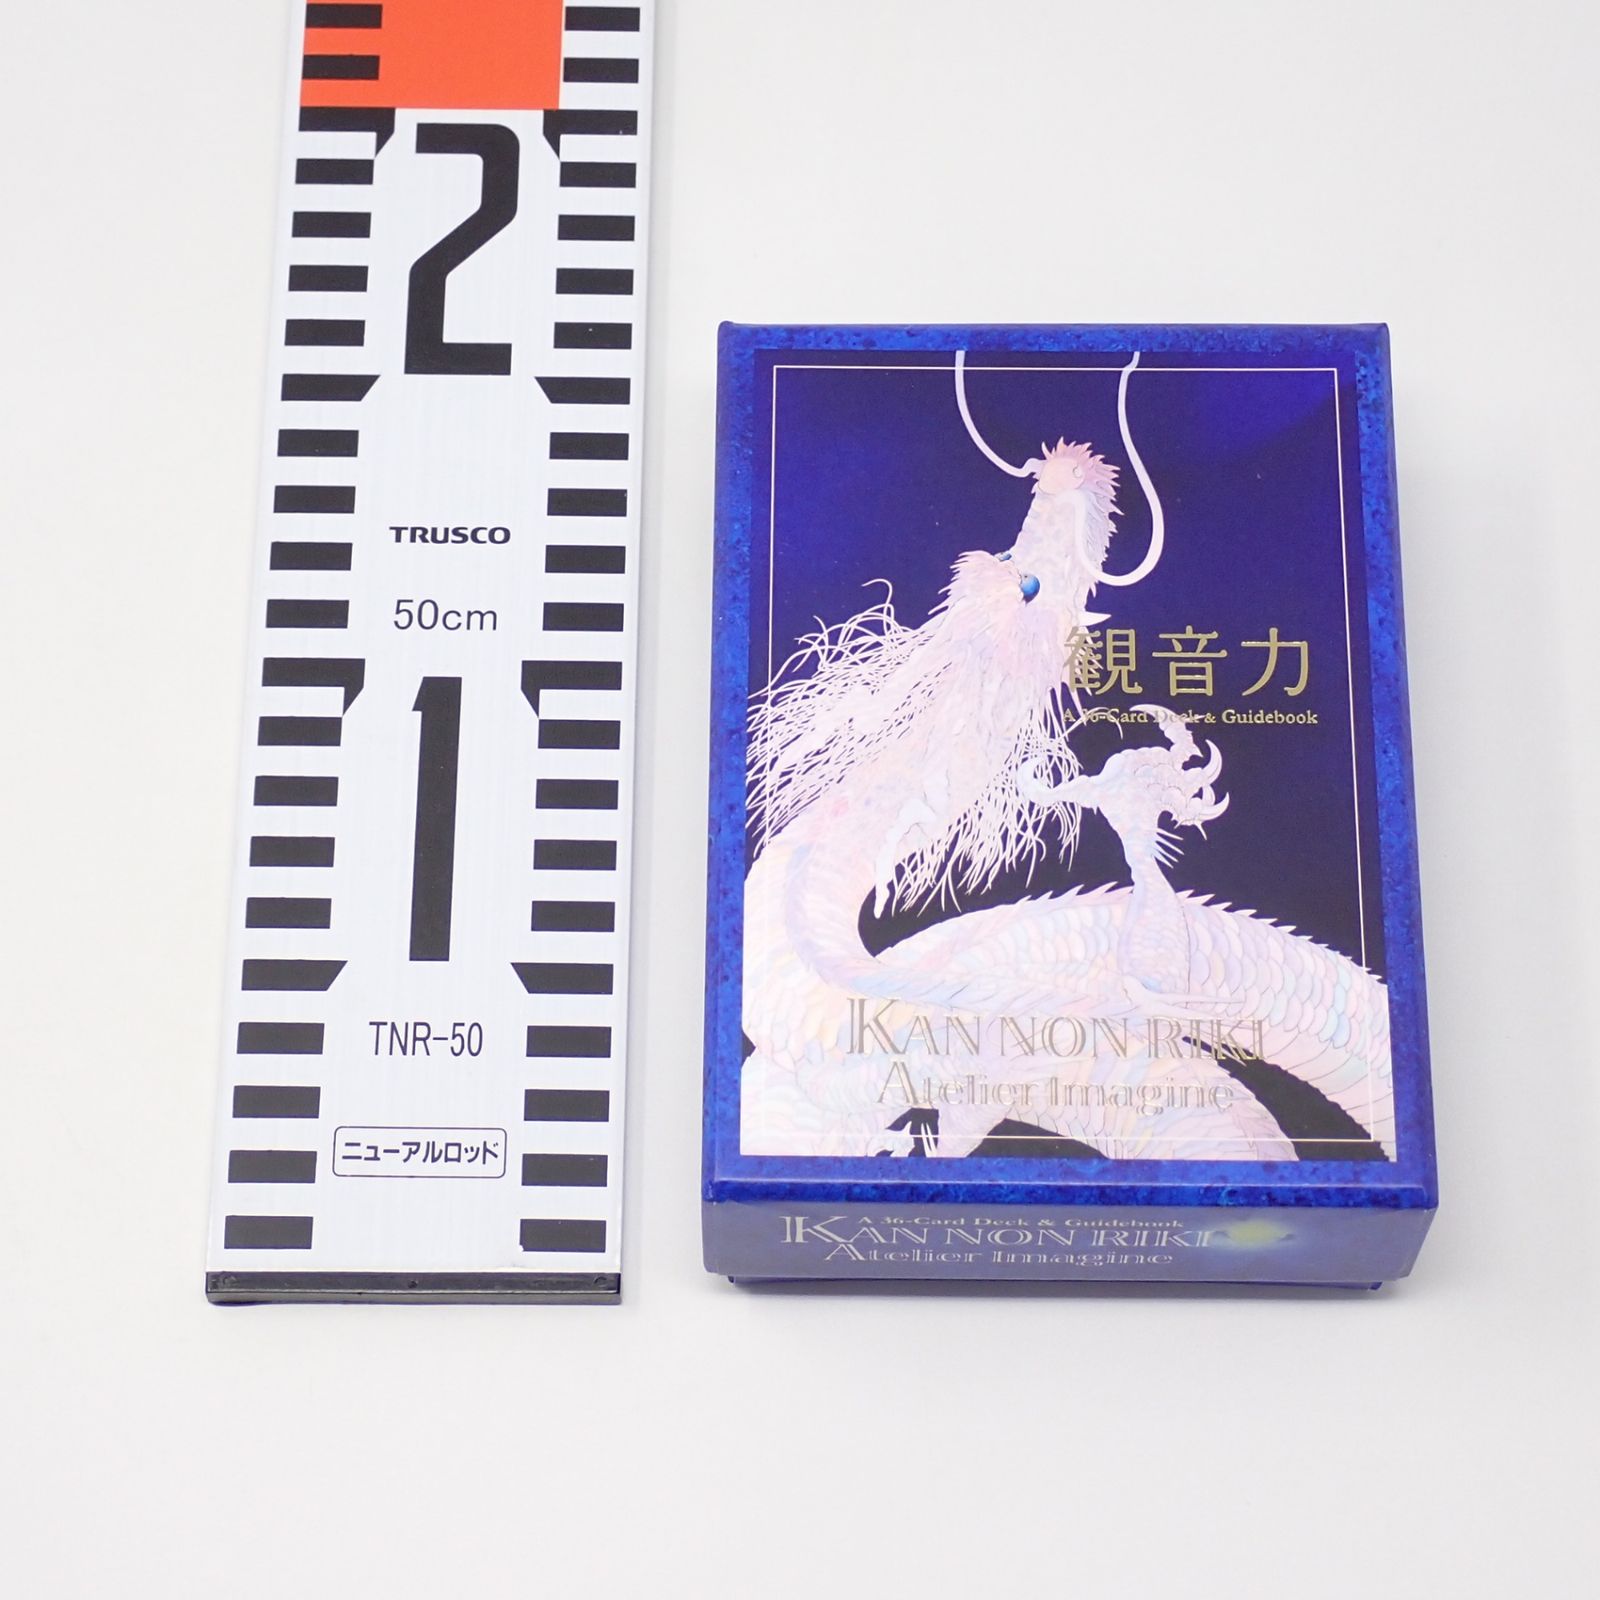 2
TRUSCO
50cm
1
TNR-50
ニューアルロッド
観音力
A 36-Card Deck & Guidebook
KAN NON RIKI
Atelier Imagine
A 36-Card Deck & Guidebook
KAN NON RIKI
Atelier Imagine